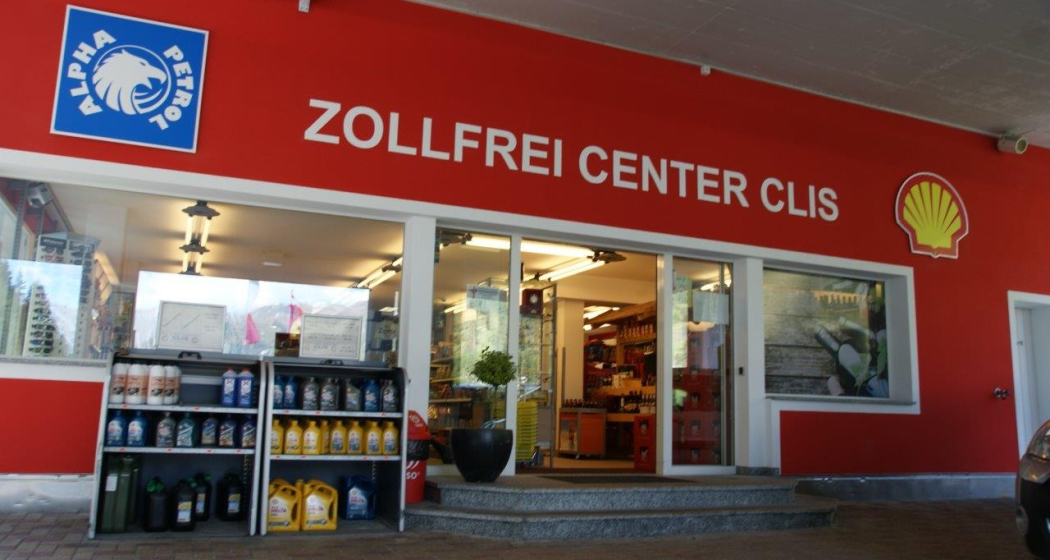 ALPHA PETROL
ZOLLFREI CENTER CLIS